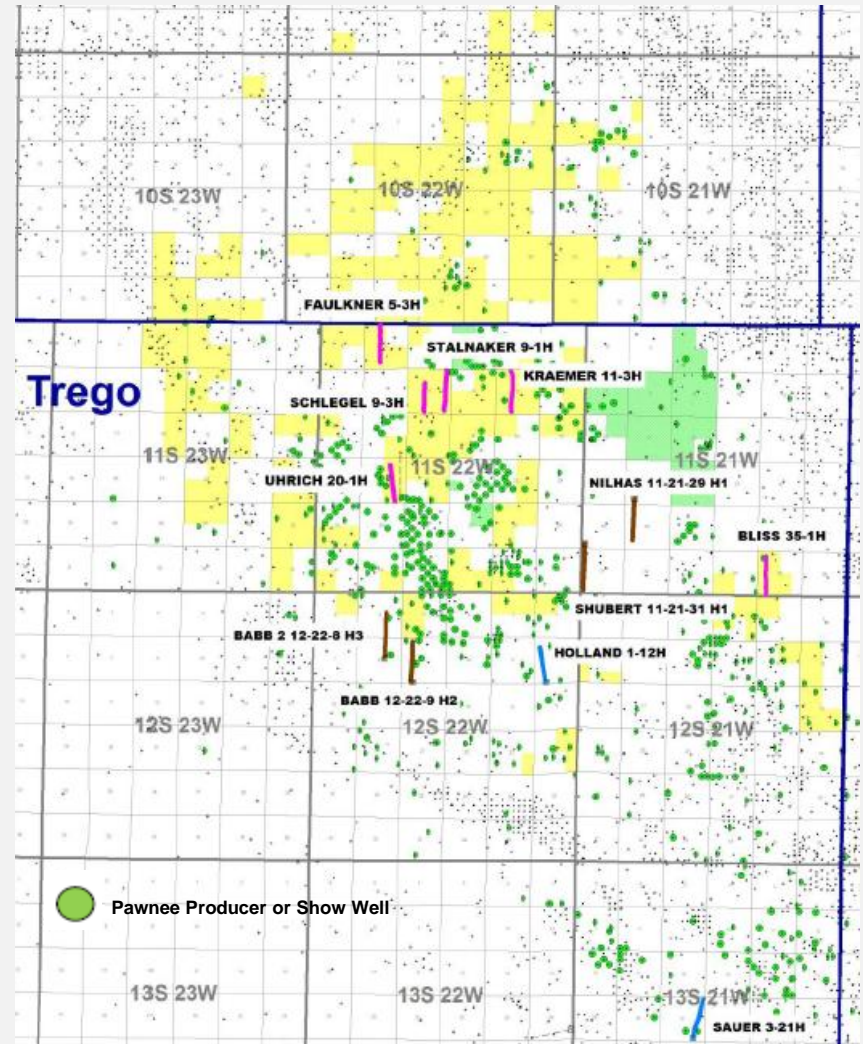 10S 23W
10S 22W
10S 21W
FAULKNER 5-3H
STALNAKER 9-1H
KRAEMER 11-3H
Trego
SCHLEGEL 9-3H
11S 23W
11S 22W
11S 21W
UHRICH 20-1H
NILHAS 11-21-29 H1
BLISS 35-1H
SHUBERT 11-21-31 H1
BABB 2 12-22-8 H3
HOLLAND 1-12H
BABB 12-22-9 H2
12S 23W
12S 22W
12S 21W
Pawnee Producer or Show Well
13S 23W
13S 22W
13S 21W
SAUER 3-21H